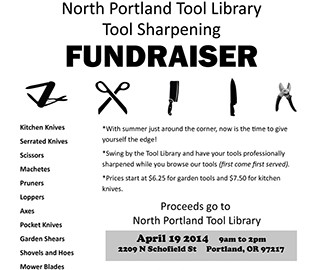 North Portland Tool Library
Tool Sharpening
FUNDRAISER
Kitchen Knives
Serrated Knives
Scissors
Machetes
Pruners
Loppers
Axes
Pocket Knives
Garden Shears
Shovels and Hoes
Mower Blades
*With summer just around the corner, now is the time to give
yourself the edge!
*Swing by the Tool Library and have your tools professionally
sharpened while you browse our tools (first come first served).
*Prices start at $6.25 for garden tools and $7.50 for kitchen
knives.
Proceeds go to
North Portland Tool Library
April 19 2014 9am to 2pm
2209 N Schofield St Portland, OR 97217